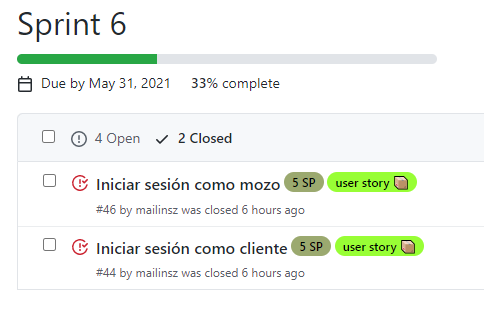 Sprint 6
Due by May 31, 2021 33% complete
4 Open 2 Closed
Iniciar sesión como mozo 5 SP user story
#46 by mailinsz was closed 6 hours ago
Iniciar sesión como cliente 5 SP user story
#44 by mailinsz was closed 6 hours ago